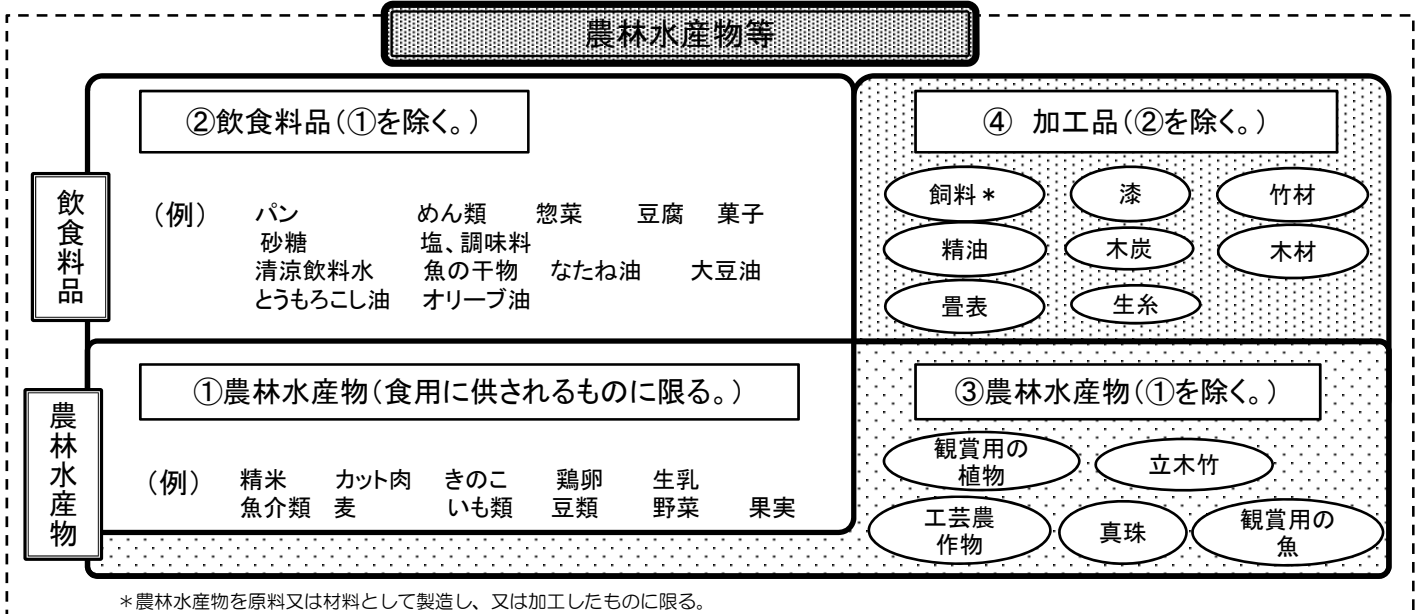 農林水産物等
②飲食料品(①を除く。)
飲食料品
(例) パン めん類 惣菜 豆腐 菓子
砂糖 塩、調味料
清涼飲料水 魚の干物 なたね油 大豆油
とうもろこし油 オリーブ油
④ 加工品(②を除く。)
飼料* 漆 竹材
精油 木炭 木材
畳表 生糸
①農林水産物(食用に供されるものに限る。)
農林水産物
(例) 精米 カット肉 きのこ 鶏卵 生乳
魚介類 麦 いも類 豆類 野菜 果実
③農林水産物(①を除く。)
観賞用の
植物
立木竹
工芸農
作物
真珠
観賞用の
魚
*農林水産物を原料又は材料として製造し、又は加工したものに限る。